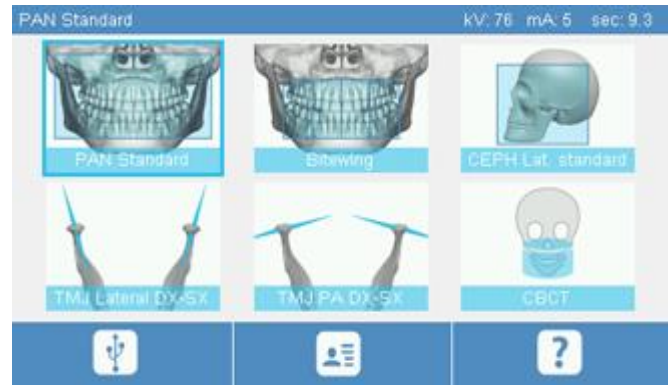 PAN Standard kV: 76 mA: 5 sec: 9.3
PAN Standard
Bitewing
CEPH Lat. standard
TMJ Lateral DX-SX
TMJ PA DX-SX
CBCT
?